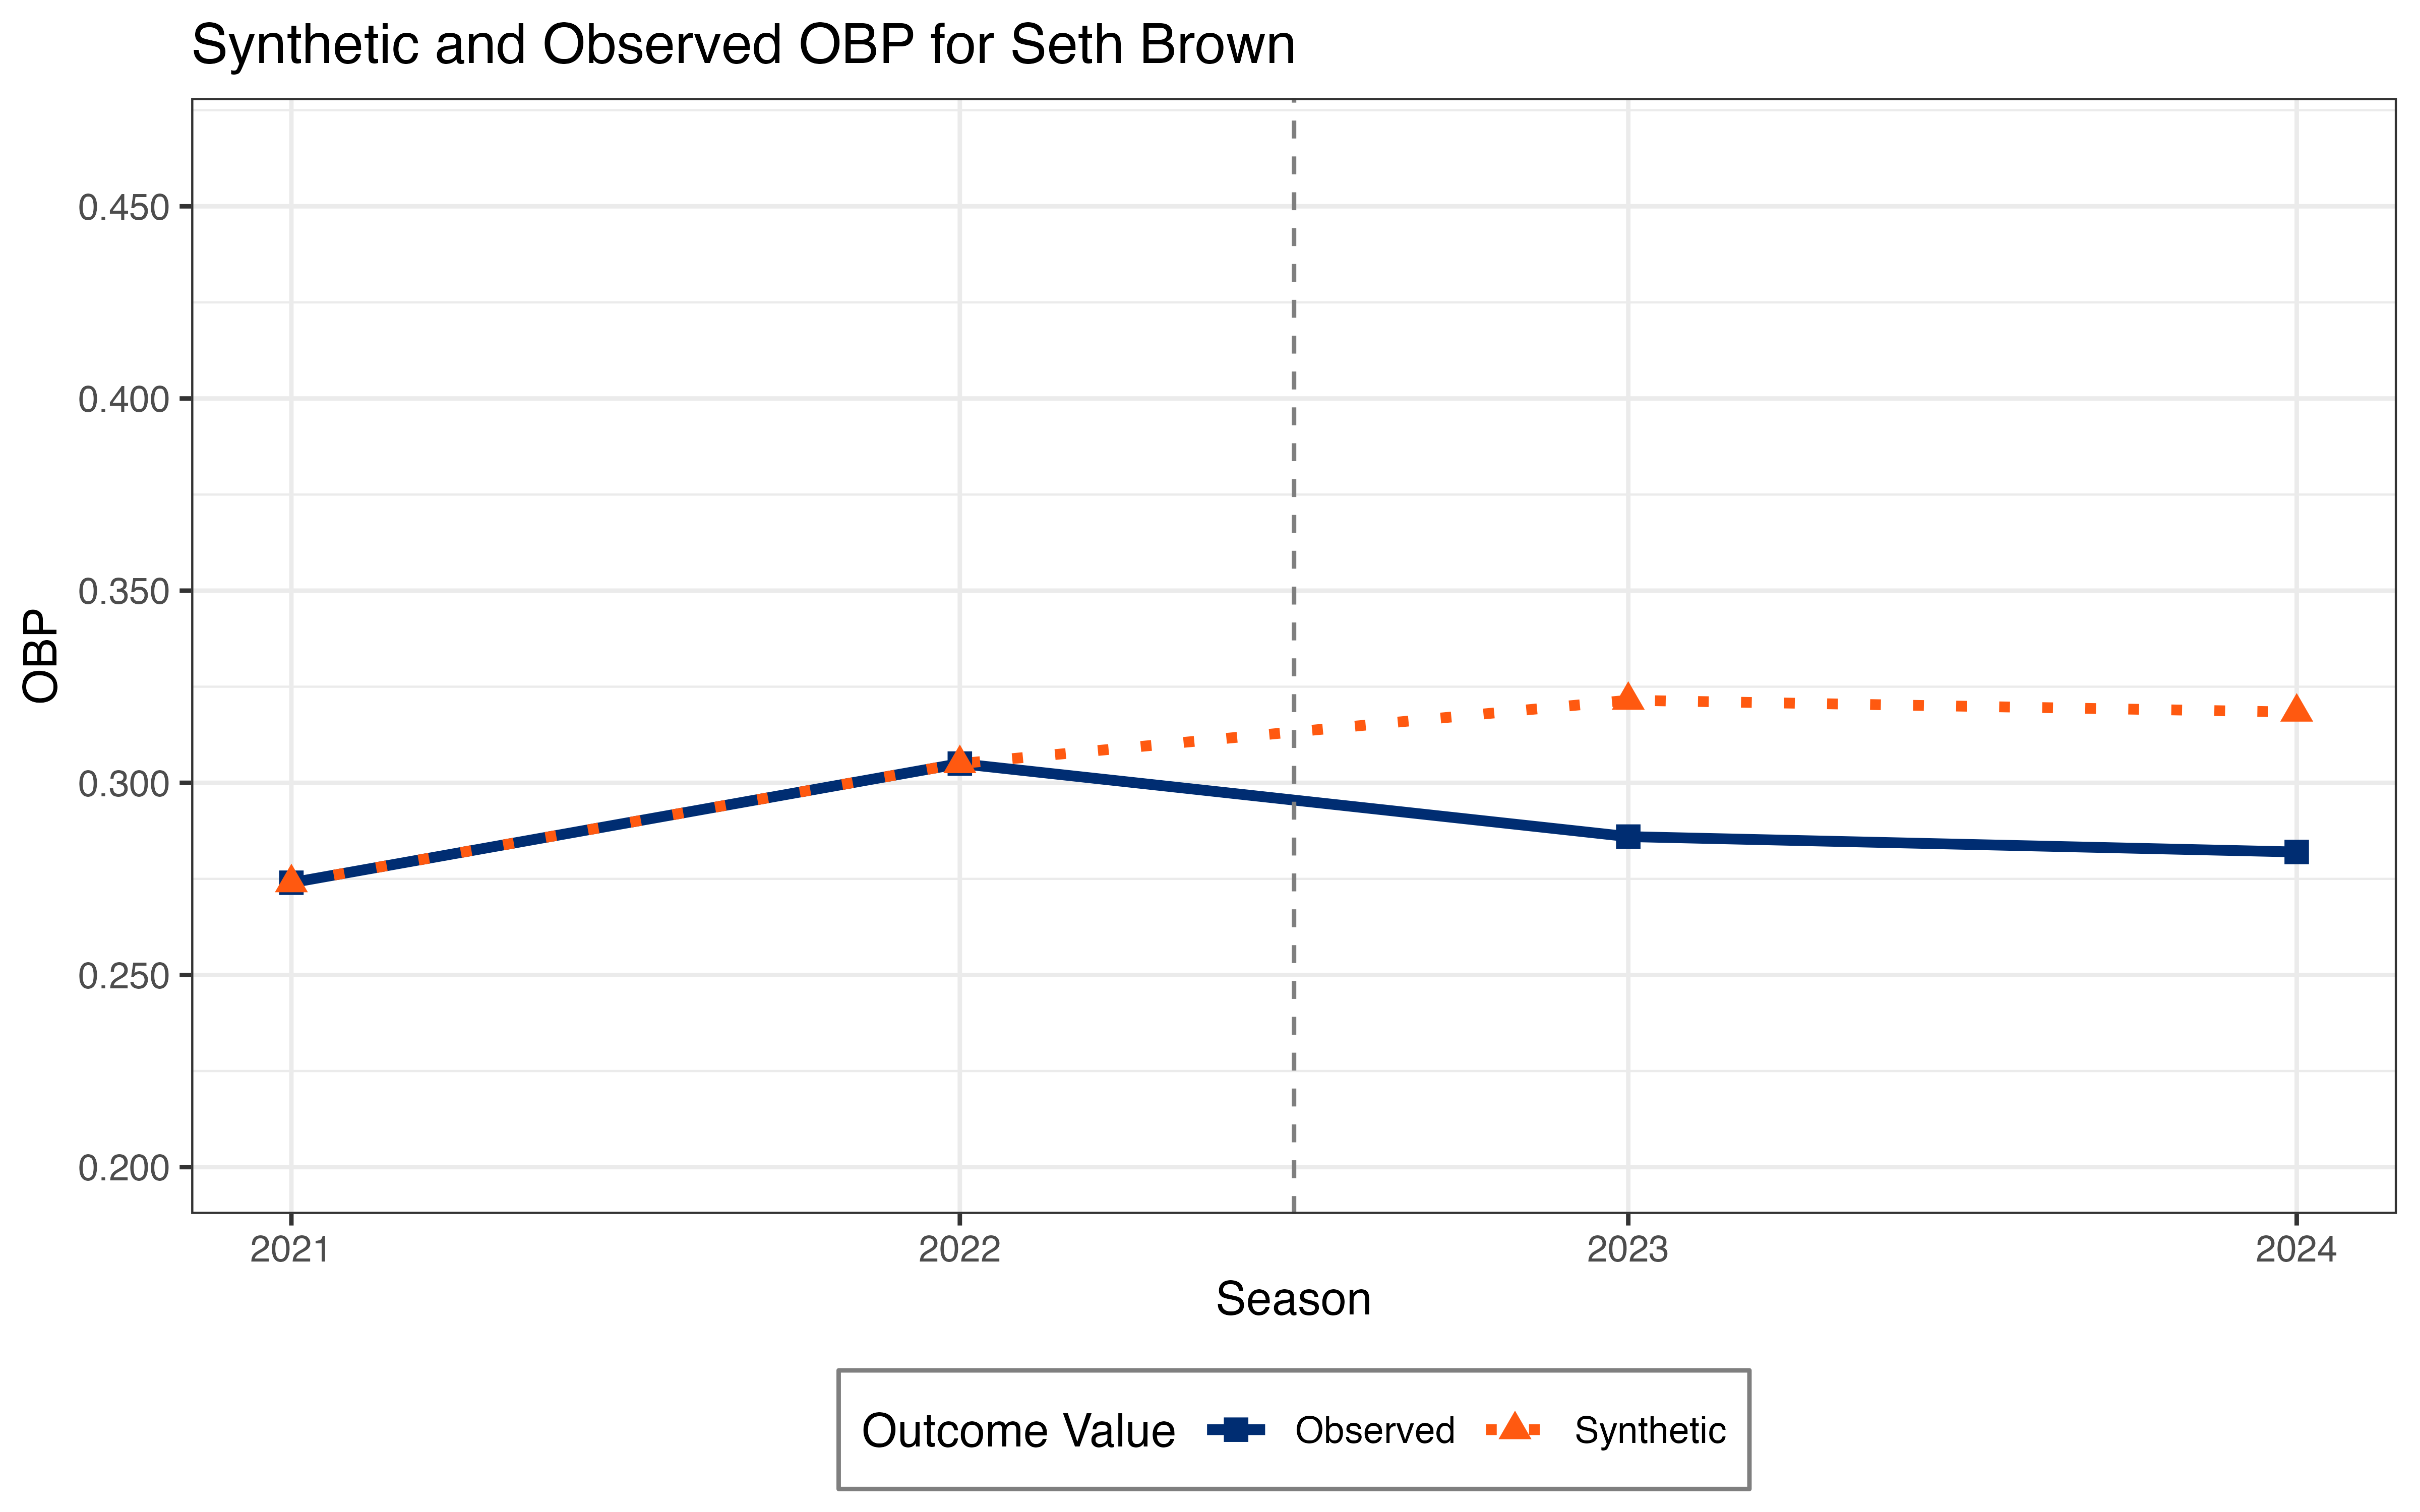 Synthetic and Observed OBP for Seth Brown
OBP
0.450
0.400
0.350
0.300
0.250
0.200
2021 2022 2023 2024
Season
Outcome Value Observed Synthetic